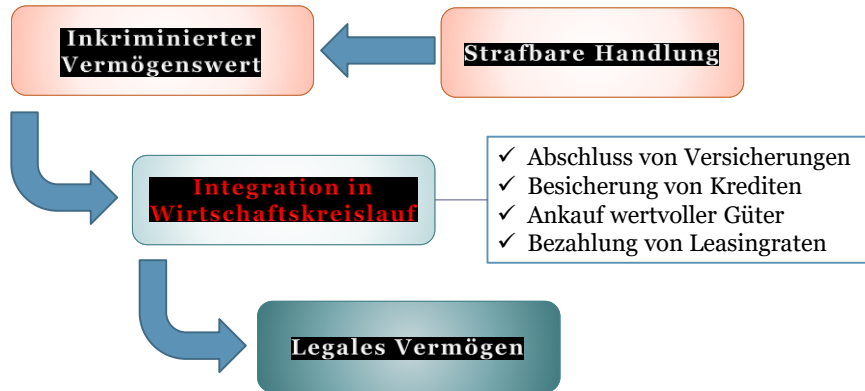 Inkriminierter
Vermögenswert
Strafbare Handlung
Integration in
Wirtschaftskreislauf
✓ Abschluss von Versicherungen
✓ Besicherung von Krediten
✓ Ankauf wertvoller Güter
✓ Bezahlung von Leasingraten
Legales Vermögen